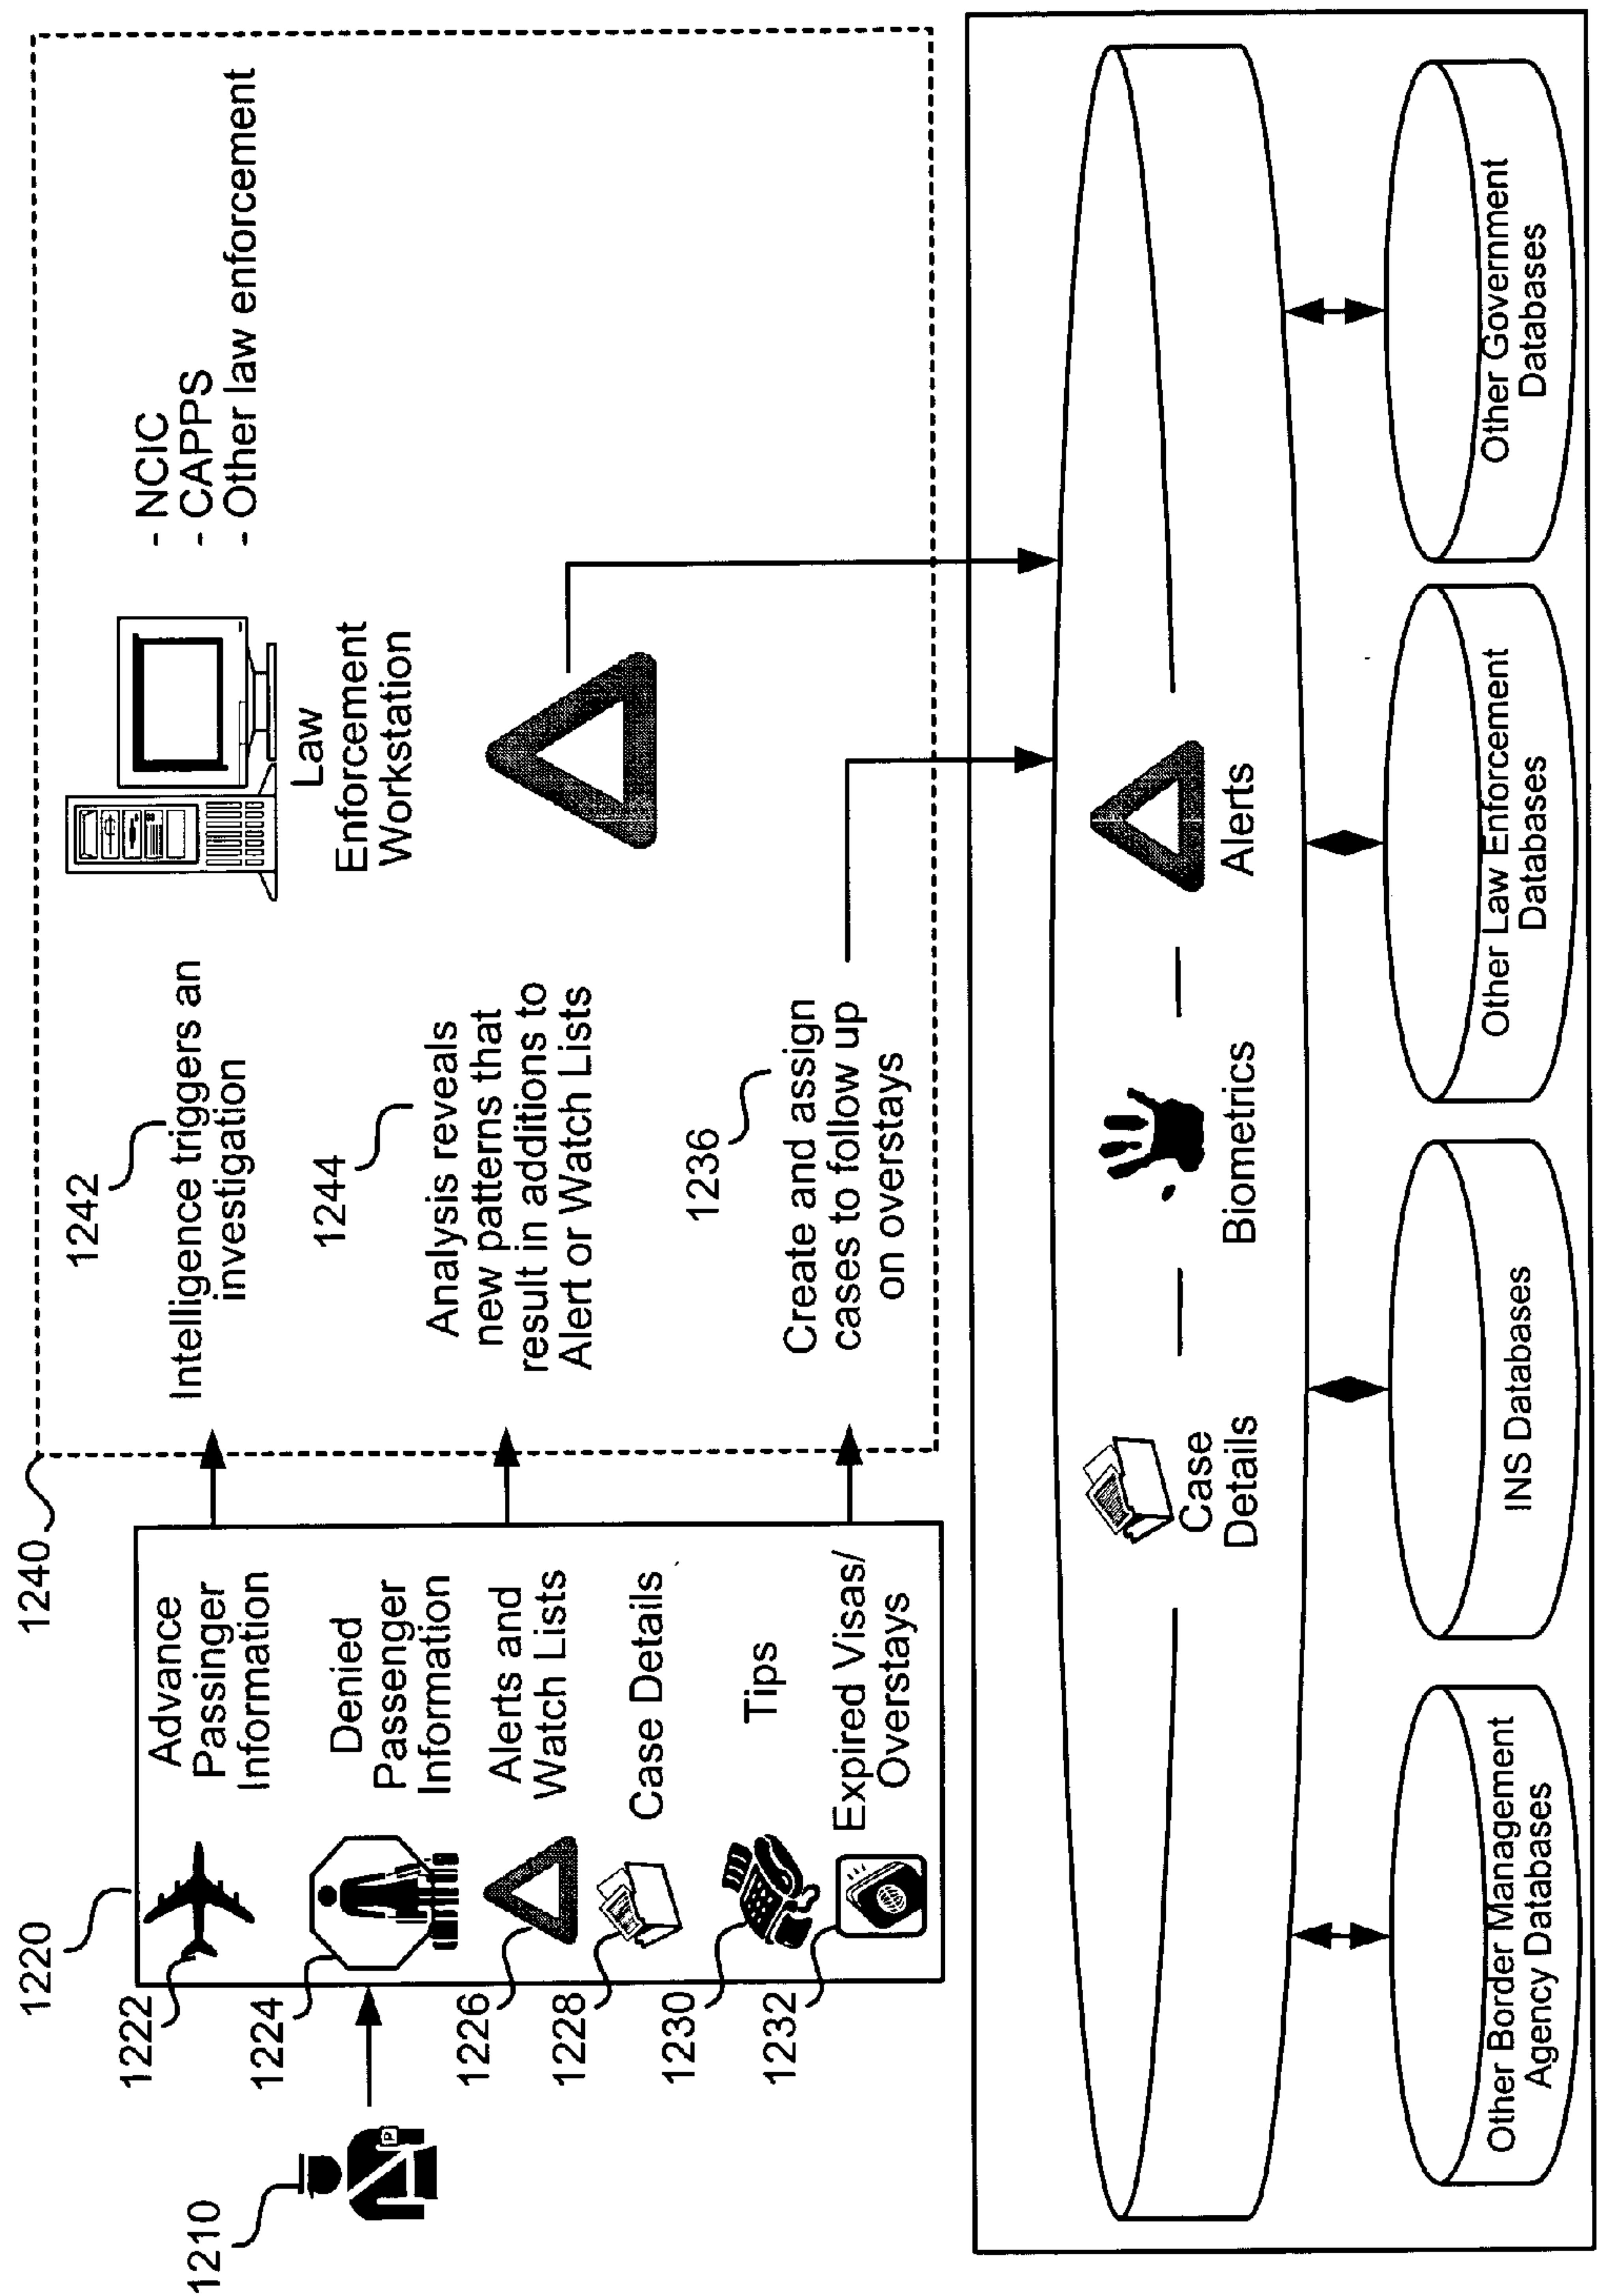 1210
1220
1222
Advance
Passinger
Information
1224
Denied
Passenger
Information
1226
Alerts and
Watch Lists
1228
Case Details
1230
Tips
1232
Expired Visas/
Overstays
1240
1242
Intelligence triggers an
investigation
1244
Analysis reveals
new patterns that
result in additions to
Alert or Watch Lists
1236
Create and assign
cases to follow up
on overstays
Law
Enforcement
Workstation
- NCIC
- CAPPS
- Other law enforcement
Case
Details
Biometrics
Alerts
Other Border Management
Agency Databases
INS Databases
Other Law Enforcement
Databases
Other Government
Databases